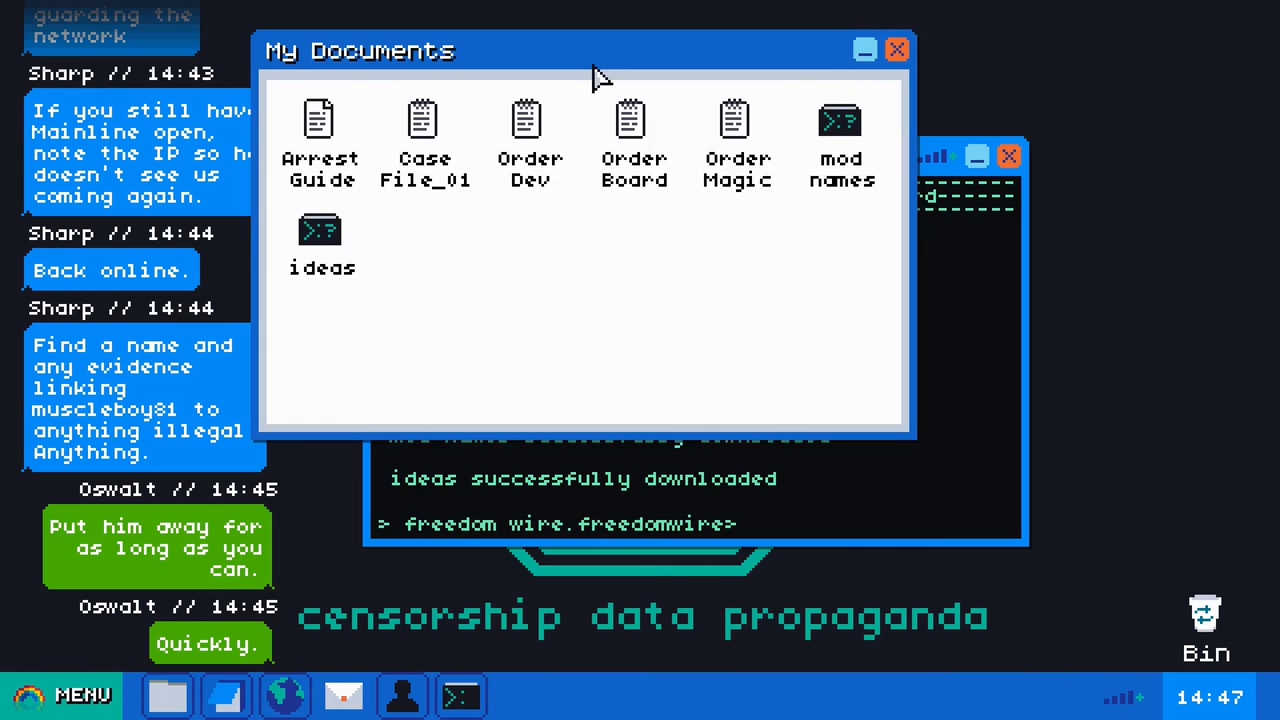 guarding the
network
Sharp // 14:43
If you still have
Mainline open,
note the IP so he
doesn't see us
coming again.
Sharp // 14:44
Back online.
Sharp // 14:44
Find a name and
any evidence
linking
muscleboy81 to
anything illegal
Anything.
Oswalt // 14:45
Put him away for
as long as you
can.
Oswalt // 14:45
Quickly.
My Documents
Arrest
Guide
Case
File_01
Order
Dev
Order
Board
Order
Magic
>:?
mod
names
>:?
ideas
ideas successfully downloaded
> freedom wire.freedomwire>
censorship data propaganda
Bin
MENU
>:
14:47